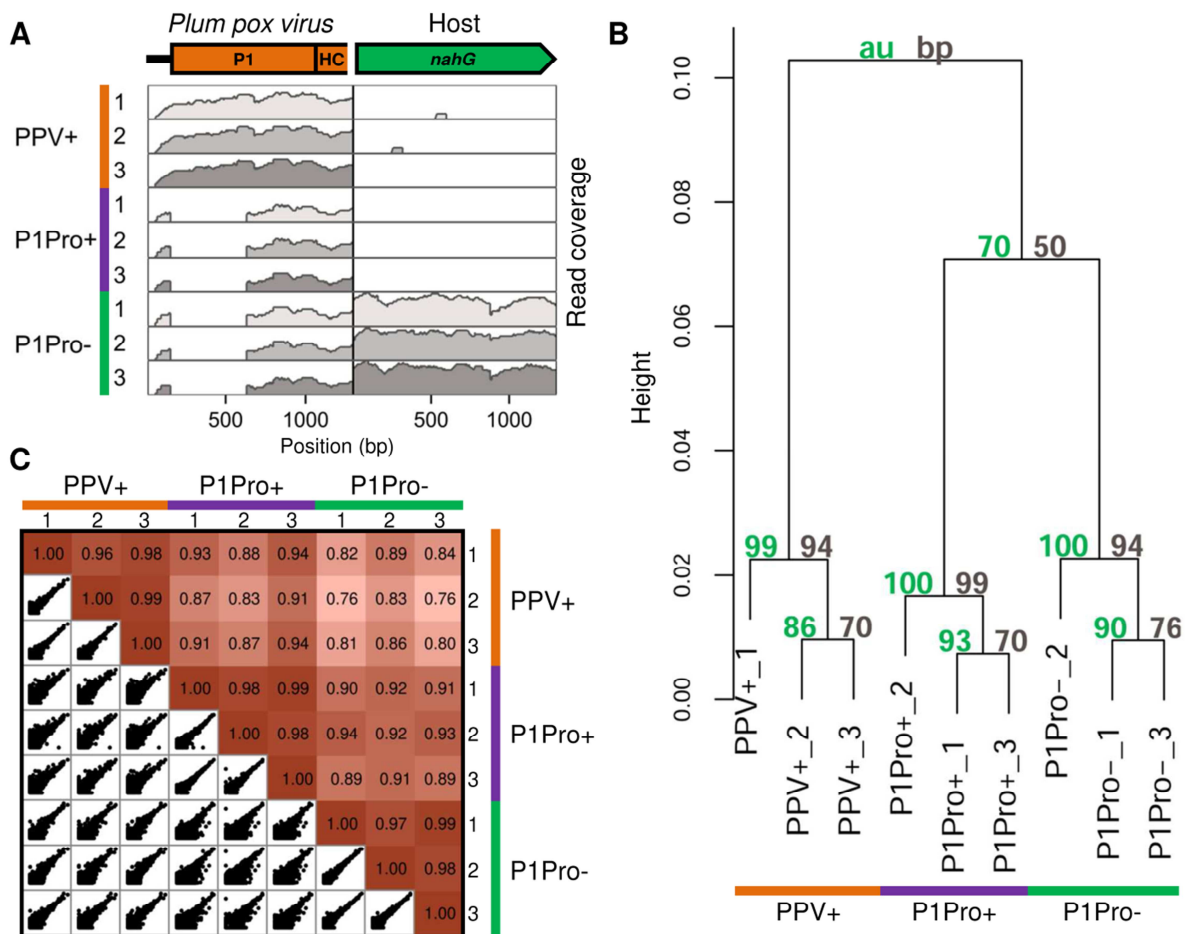 A
Plum pox virus
Host
P1
HC
nahG
PPV+
1
2
3
P1Pro+
1
2
3
P1Pro-
1
2
3
Read coverage
500
1000
500
1000
Position (bp)
B
au bp
Height
0.10
0.08
0.06
0.04
0.02
0.00
70 50
99 94
86 70
100 99
93 70
100 94
90 76
PPV+_1
PPV+_2
PPV+_3
P1Pro+_2
P1Pro+_1
P1Pro+_3
P1Pro-_2
P1Pro-_1
P1Pro-_3
PPV+
P1Pro+
P1Pro-
C
PPV+ P1Pro+ P1Pro-
1 2 3 1 2 3 1 2 3
1.00 0.96 0.98 0.93 0.88 0.94 0.82 0.89 0.84 1
1.00 0.99 0.87 0.83 0.91 0.76 0.83 0.76 2 PPV+
1.00 0.91 0.87 0.94 0.81 0.86 0.80 3
1.00 0.98 0.99 0.90 0.92 0.91 1
1.00 0.98 0.94 0.92 0.93 2 P1Pro+
1.00 0.89 0.91 0.89 3
1.00 0.97 0.99 1
1.00 0.98 2 P1Pro-
1.00 3